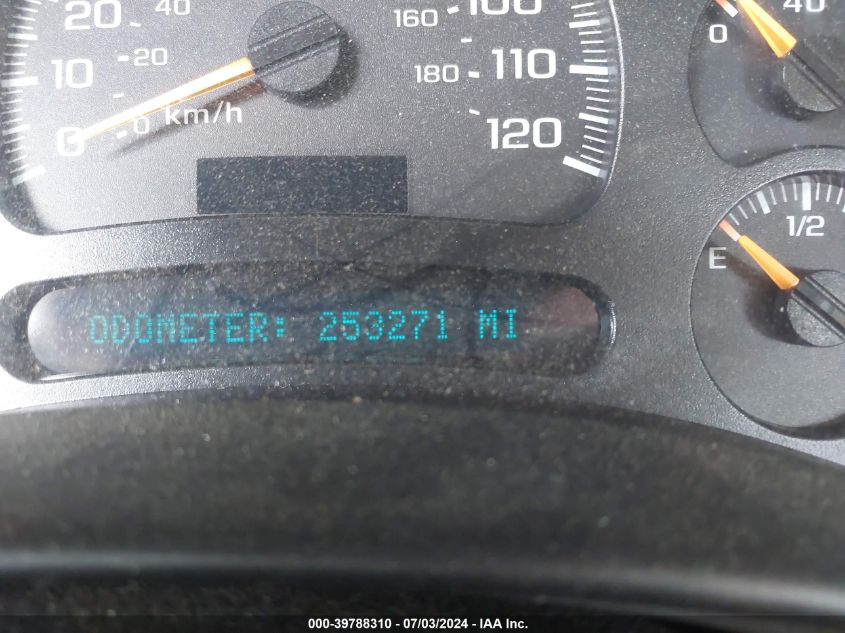 20 40 160 100
10 20 180 110
0 0 km/h 120
0 40
1/2
E
ODOMETER: 253271 MI
000-39788310 - 07/03/2024 - IAA Inc.